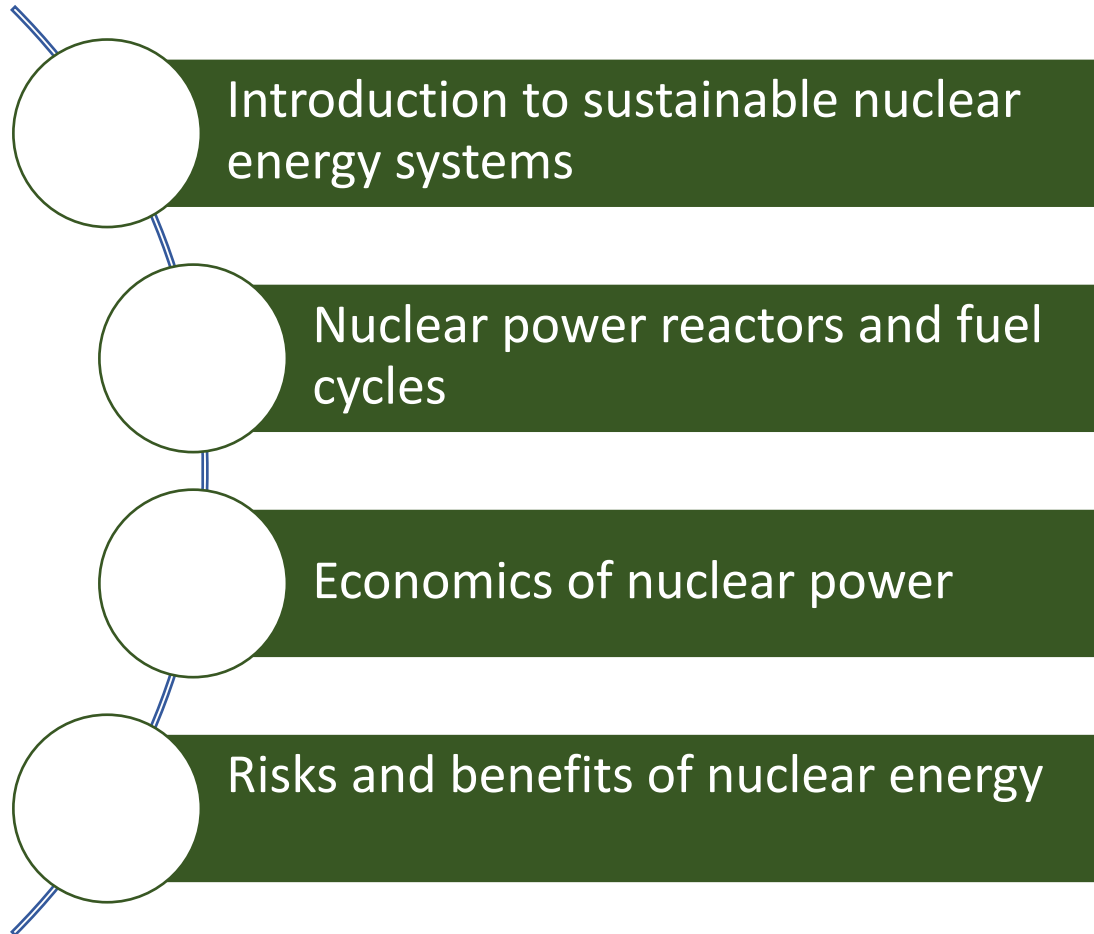 Introduction to sustainable nuclear
energy systems
Nuclear power reactors and fuel
cycles
Economics of nuclear power
Risks and benefits of nuclear energy